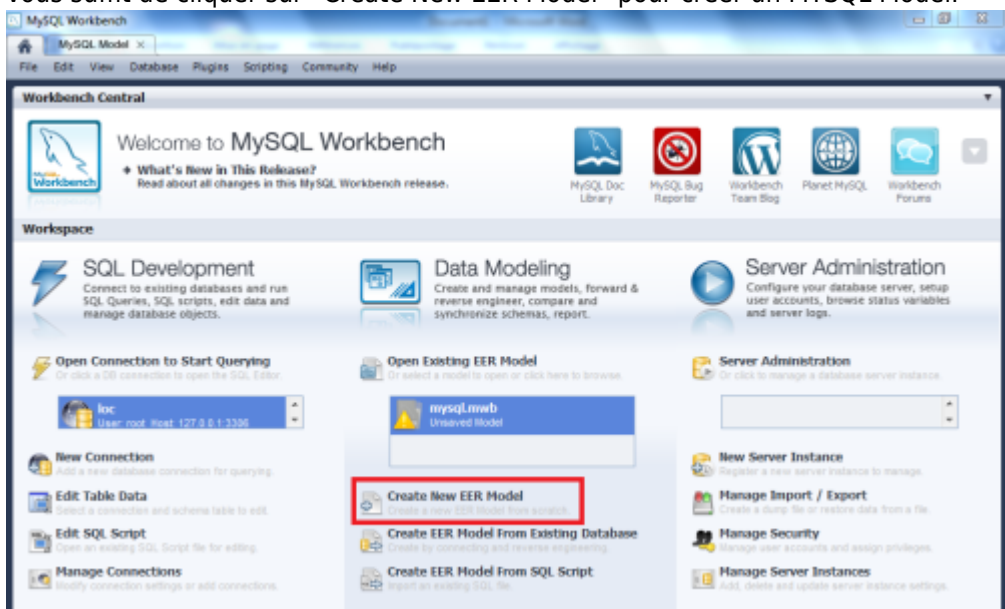 vous suffit de cliquer sur "Create New EER Model" pour créer un MYSQL Model.
MySQL Workbench
MySQL Model
File Edit View Database Plugins Scripting Community Help
Workbench Central
Welcome to MySQL Workbench
What's New in This Release?
Read about all changes in this MySQL Workbench release.
Workbench
MySQL Doc Library
MySQL Bug Reporter
Workbench Team Blog
Planet MySQL
Workbench Forums
Workspace
SQL Development
Connect to existing databases and run
SQL Queries, SQL scripts, edit data and
manage database objects.
Open Connection to Start Querying
Or click a DB connection to open the SQL Editor.
loc
User: root Host: 127.0.0.1:3306
New Connection
Add a new database connection for querying.
Edit Table Data
Select a connection and schema table to edit.
Edit SQL Script
Open an existing SQL Script file for editing.
Manage Connections
Modify connection settings or add connections.
Data Modeling
Create and manage models, forward &
reverse engineer, compare and
synchronize schemas, report.
Open Existing EER Model
Or select a model to open or click here to browse.
mysql.mwb
Unsaved Model
Create New EER Model
Create a new EER Model from scratch.
Create EER Model From Existing Database
Create by connecting and reverse engineering.
Create EER Model From SQL Script
Import an existing SQL file.
Server Administration
Configure your database server, setup
user accounts, browse status variables
and server logs.
Server Administration
Or click to manage a database server instance.
New Server Instance
Register a new server instance to manage.
Manage Import / Export
Create a dump file or restore data from a file.
Manage Security
Manage user accounts and assign privileges.
Manage Server Instances
Add, delete and update server instance settings.